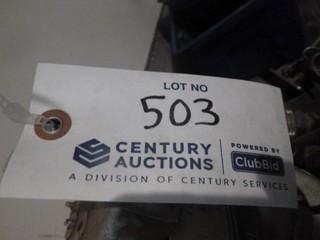 LOT NO
503
CENTURY
AUCTIONS
POWERED BY
ClubBid
A DIVISION OF CENTURY SERVICES